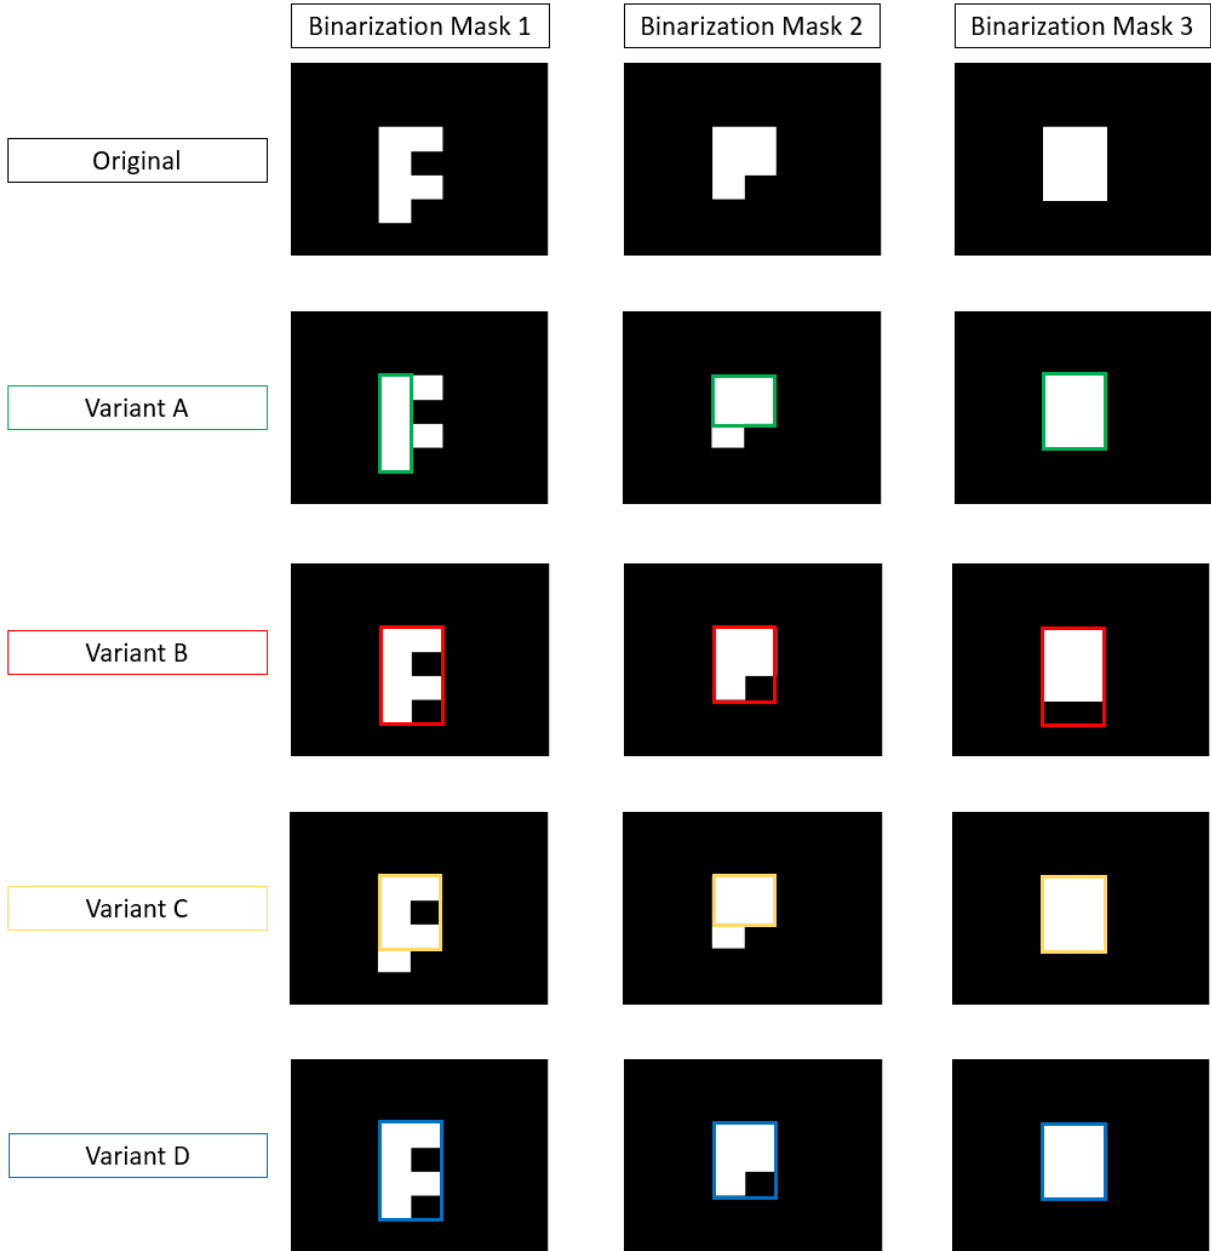 Binarization Mask 1
Binarization Mask 2
Binarization Mask 3
Original
Variant A
Variant B
Variant C
Variant D